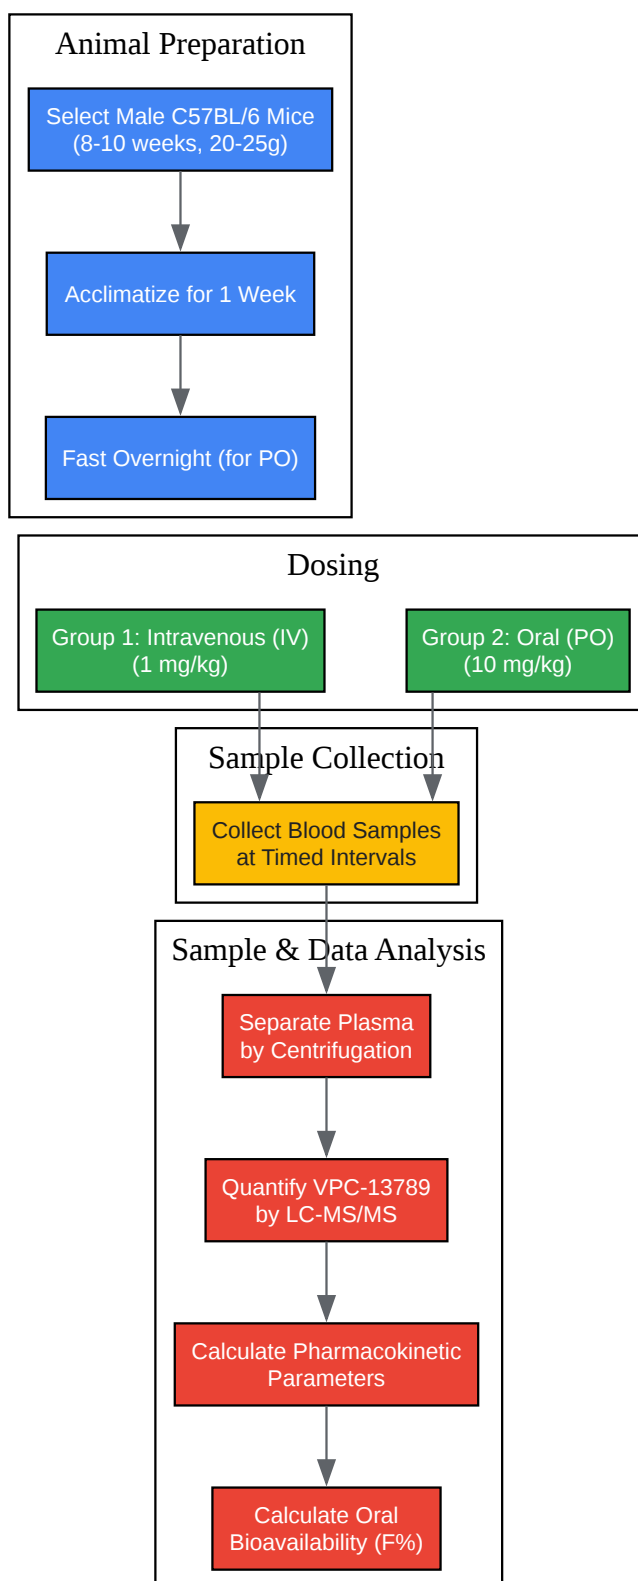 Animal Preparation
Select Male C57BL/6 Mice
(8-10 weeks, 20-25g)
Acclimatize for 1 Week
Fast Overnight (for PO)
Dosing
Group 1: Intravenous (IV)
(1 mg/kg)
Group 2: Oral (PO)
(10 mg/kg)
Sample Collection
Collect Blood Samples
at Timed Intervals
Sample & Data Analysis
Separate Plasma
by Centrifugation
Quantify VPC-13789
by LC-MS/MS
Calculate Pharmacokinetic
Parameters
Calculate Oral
Bioavailability (F%)